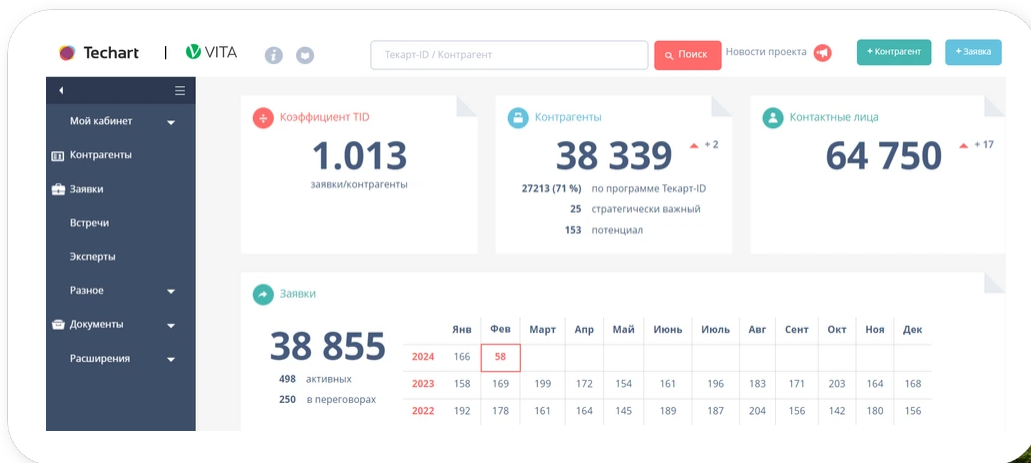 Techart | VITA
Текарт-ID / Контрагент
Поиск
Новости проекта
+ Контрагент
+ Заявка
Мой кабинет
Контрагенты
Заявки
Встречи
Эксперты
Разное
Документы
Расширения
Коэффициент TID
1.013
заявки/контрагенты
Контрагенты
38 339 + 2
27213 (71 %) по программе Текарт-ID
25 стратегически важный
153 потенциал
Контактные лица
64 750 + 17
Заявки
38 855
498 активных
250 в переговорах
Янв Фев Март Апр Май Июнь Июль Авг Сент Окт Ноя Дек
2024 166 58
2023 158 169 199 172 154 161 196 183 171 203 164 168
2022 192 178 161 164 145 189 187 204 156 142 180 156